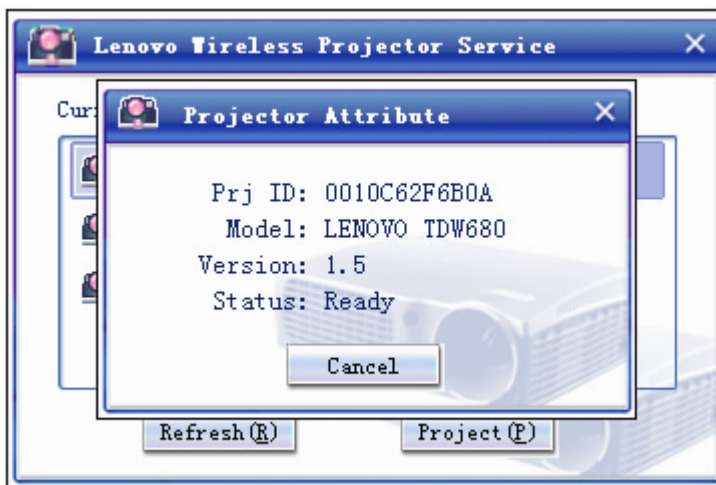 Lenovo Wireless Projector Service
Curr
Projector Attribute
Prj ID: 0010C62F6B0A
Model: LENOVO TDW680
Version: 1.5
Status: Ready
Cancel
Refresh(R)
Project(P)